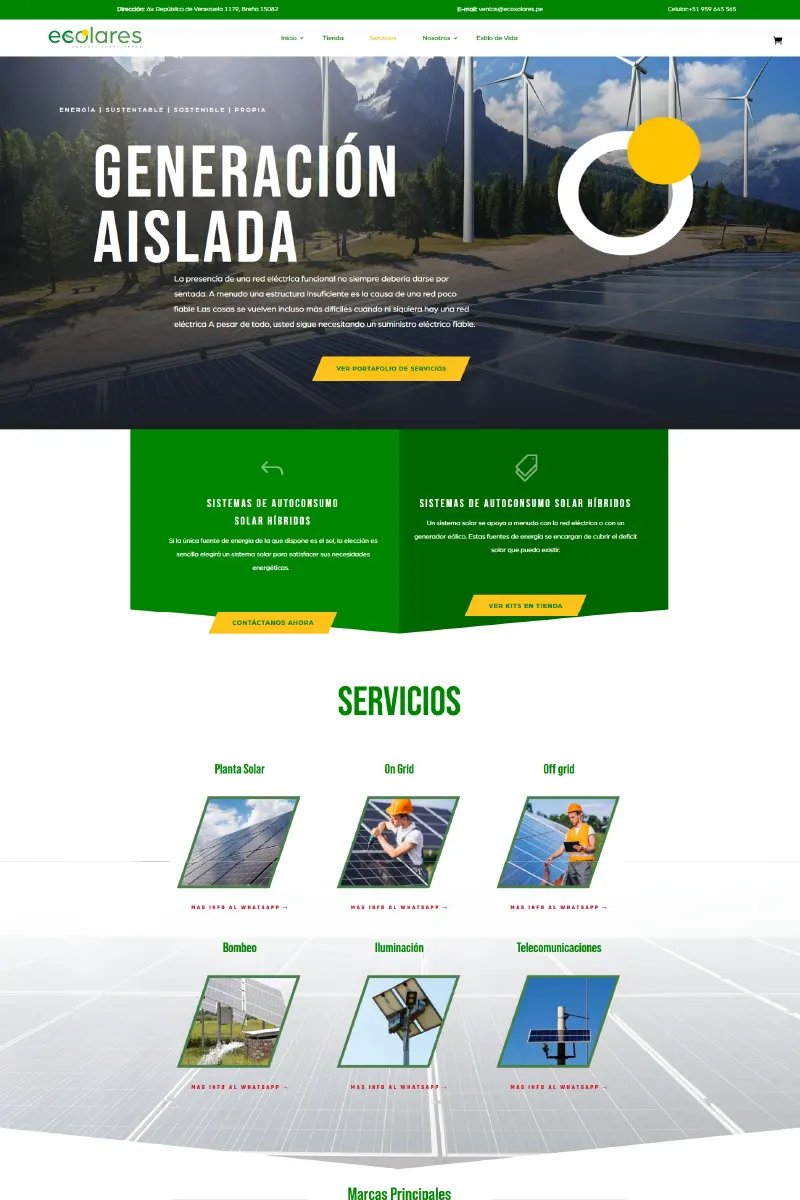 Dirección: Av. República de Venezuela 1179, Breña 15082
E-mail: ventas@ecosolares.pe
Celular:+51 959 643 565
ecolares
Inicio
Tienda
Servicios
Nosotros
Estilo de Vida
ENERGÍA | SUSTENTABLE | SOSTENIBLE | PROPIA
GENERACIÓN
AISLADA
La presencia de una red eléctrica funcional no siempre debería darse por
sentada. A menudo una estructura insuficiente es la causa de una red poco
fiable Las cosas se vuelven incluso más difíciles cuando ni siquiera hay una red
eléctrica A pesar de todo, usted sigue necesitando un suministro eléctrico fiable.
VER PORTAFOLIO DE SERVICIOS
SISTEMAS DE AUTOCONSUMO
SOLAR HÍBRIDOS
Si la única fuente de energía de la que dispone es el sol, la elección es
sencilla elegirá un sistema solar para satisfacer sus necesidades
energéticas.
CONTÁCTANOS AHORA
SISTEMAS DE AUTOCONSUMO SOLAR HÍBRIDOS
Un sistema solar se apoya a menudo con la red eléctrica o con un
generador eólico. Estas fuentes de energía se encargan de cubrir el deficit
solar que puedo existir.
VER KITS EN TIENDA
SERVICIOS
Planta Solar
On Grid
Off grid
MAS INFO AL WHATSAPP →
MAS INFO AL WHATSAPP →
MAS INFO AL WHATSAPP →
Bombeo
Iluminación
Telecomunicaciones
MAS INFO AL WHATSAPP →
MAS INFO AL WHATSAPP →
MAS INFO AL WHATSAPP →
Marcas Principales